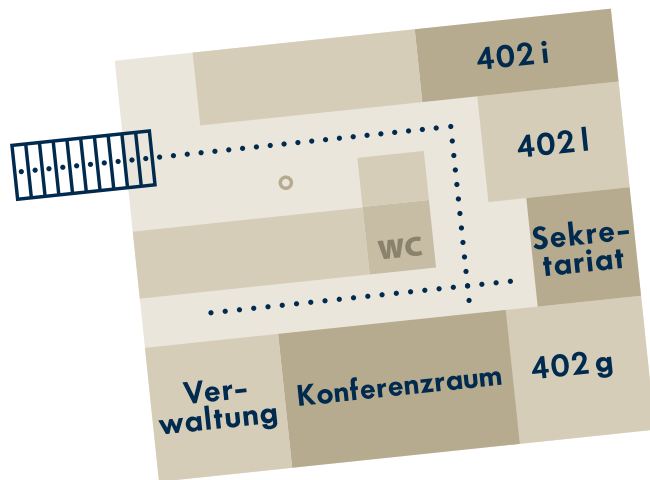 402 i
402 l
Sekre-
tariat
WC
402 g
Konferenzraum
Ver-
waltung